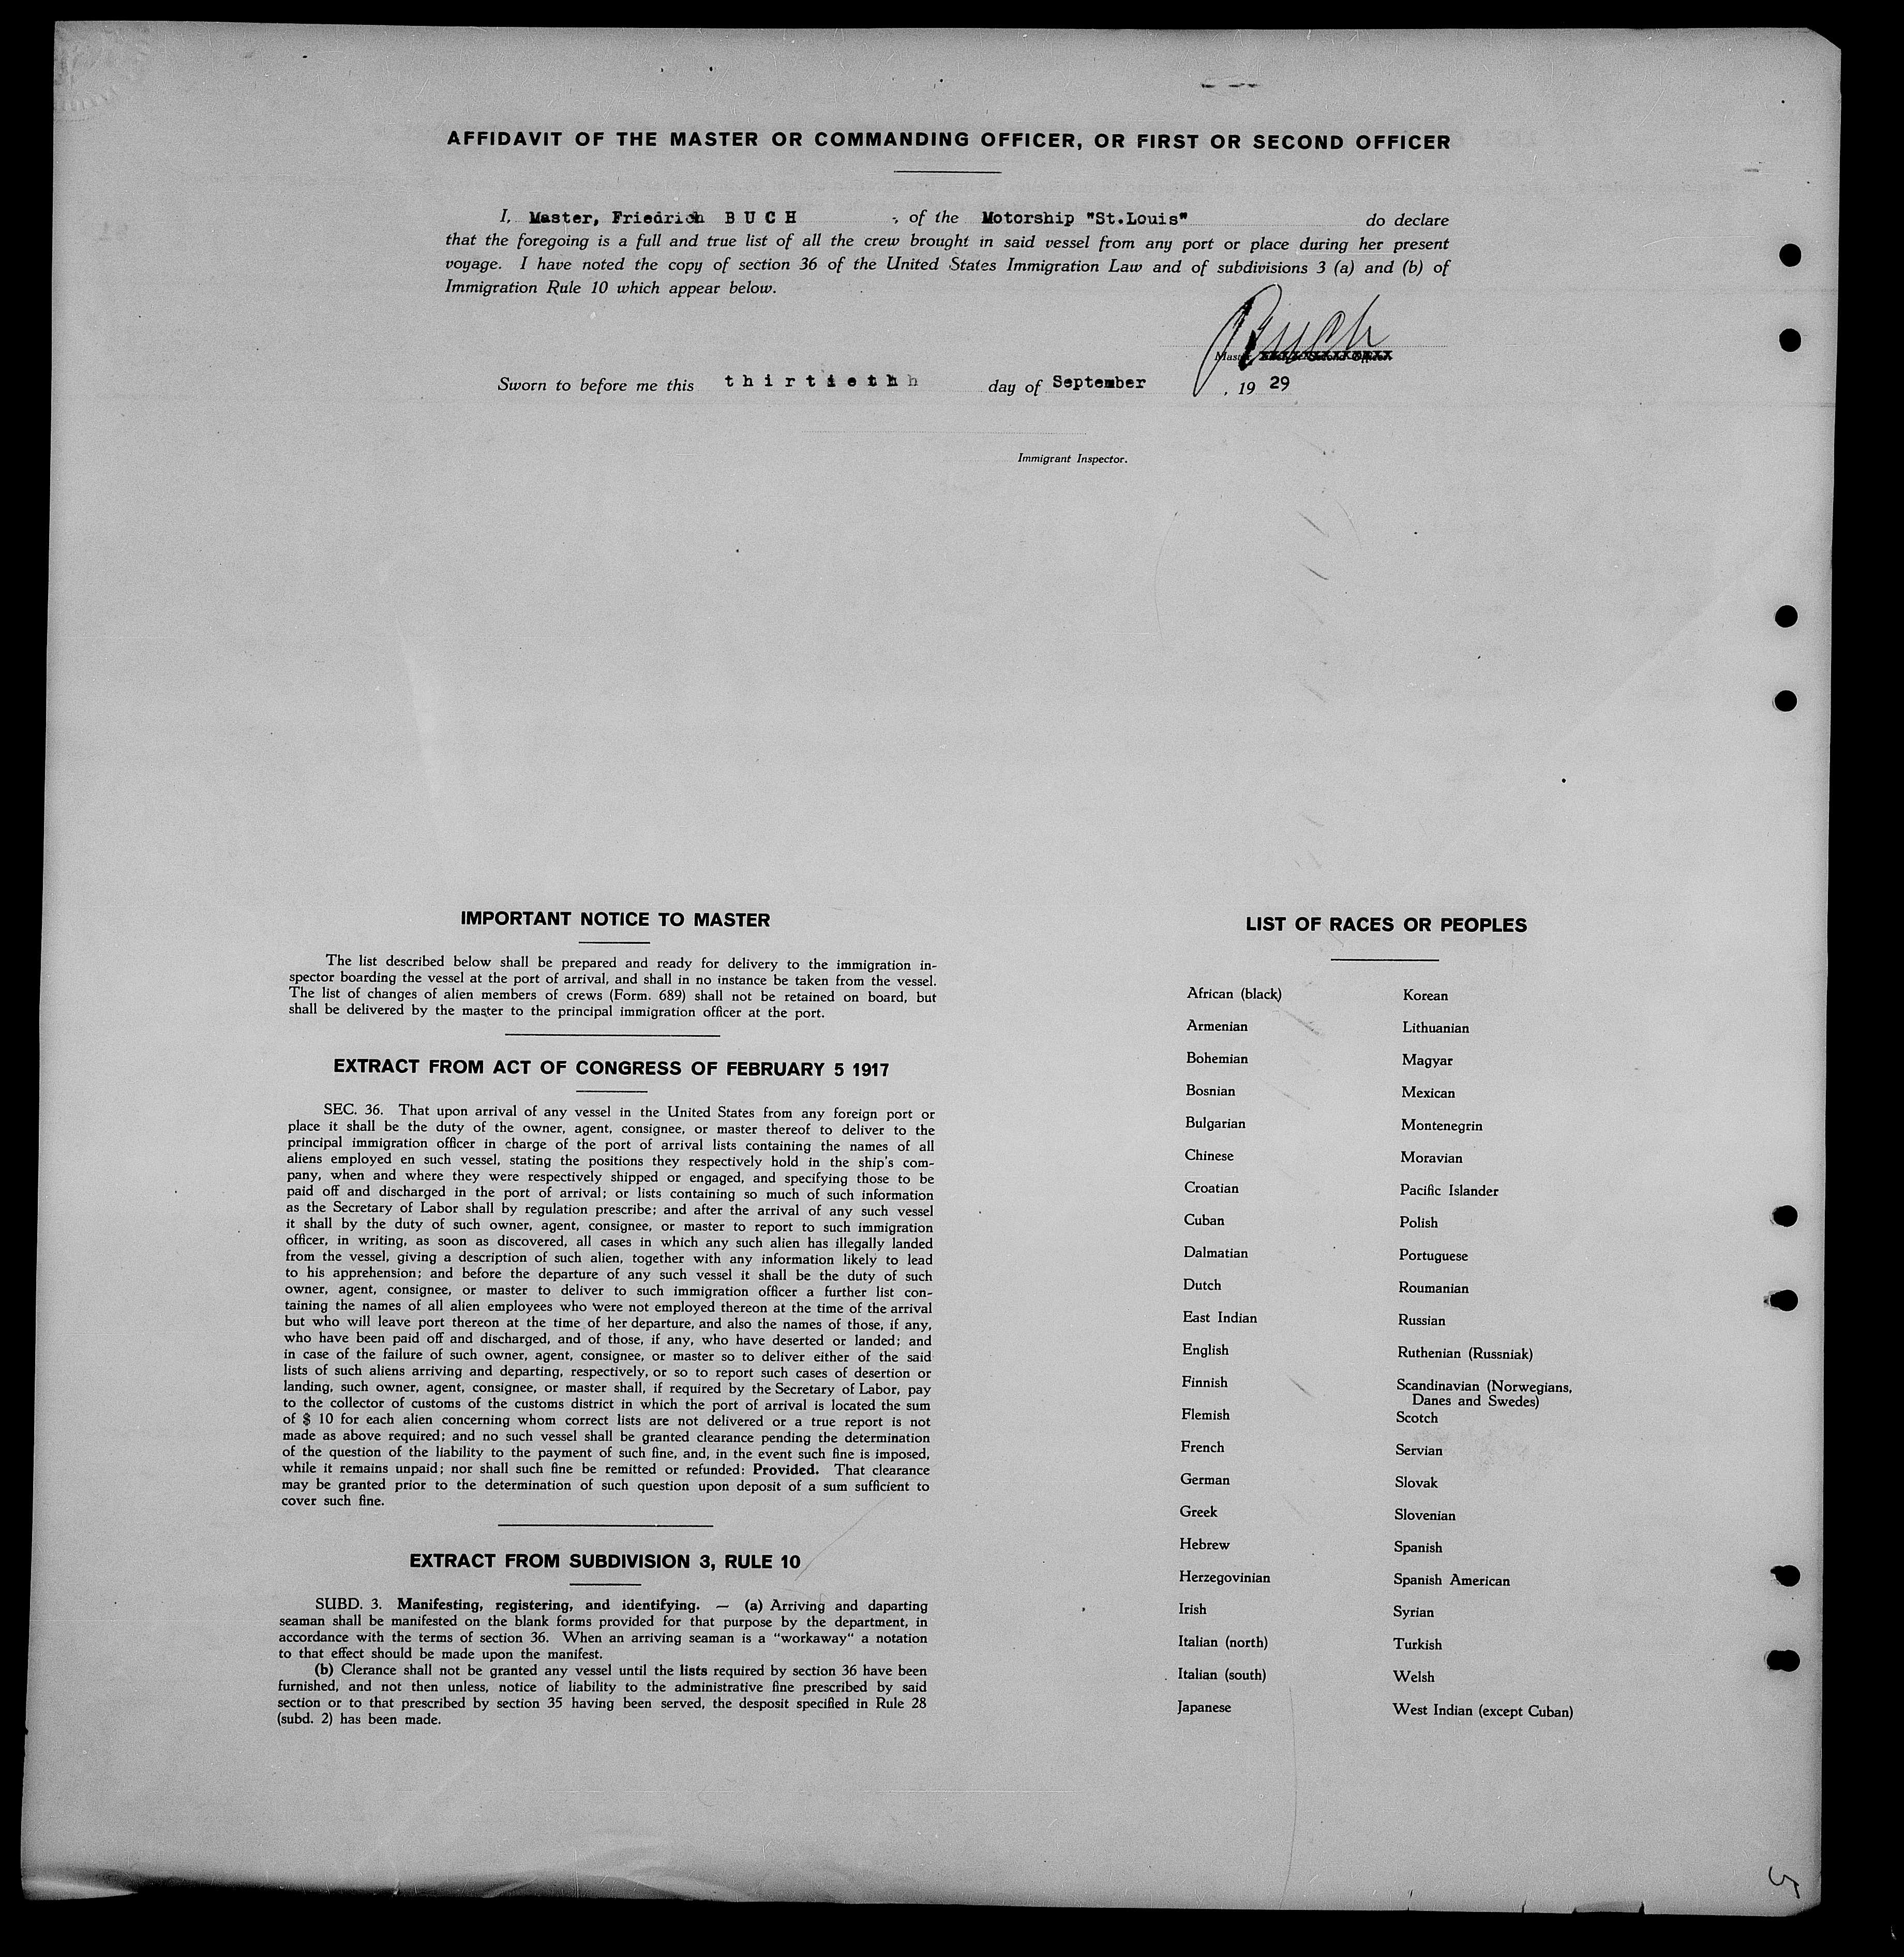 AFFIDAVIT OF THE MASTER OR COMMANDING OFFICER, OR FIRST OR SECOND OFFICER
I, Master, Friedrich B U C H , of the Motorship "St.Louis" do declare
that the foregoing is a full and true list of all the crew brought in said vessel from any port or place during her present
voyage. I have noted the copy of section 36 of the United States Immigration Law and of subdivisions 3 (a) and (b) of
Immigration Rule 10 which appear below.
Buch
Master,
Sworn to before me this thirtieth day of September , 19 29
Immigrant Inspector.
IMPORTANT NOTICE TO MASTER
The list described below shall be prepared and ready for delivery to the immigration in-
spector boarding the vessel at the port of arrival, and shall in no instance be taken from the vessel.
The list of changes of alien members of crews (Form. 689) shall not be retained on board, but
shall be delivered by the master to the principal immigration officer at the port.
EXTRACT FROM ACT OF CONGRESS OF FEBRUARY 5 1917
SEC. 36. That upon arrival of any vessel in the United States from any foreign port or
place it shall be the duty of the owner, agent, consignee, or master thereof to deliver to the
principal immigration officer in charge of the port of arrival lists containing the names of all
aliens employed en such vessel, stating the positions they respectively hold in the ship's com-
pany, when and where they were respectively shipped or engaged, and specifying those to be
paid off and discharged in the port of arrival; or lists containing so much of such information
as the Secretary of Labor shall by regulation prescribe; and after the arrival of any such vessel
it shall by the duty of such owner, agent, consignee, or master to report to such immigration
officer, in writing, as soon as discovered, all cases in which any such alien has illegally landed
from the vessel, giving a description of such alien, together with any information likely to lead
to his apprehension; and before the departure of any such vessel it shall be the duty of such
owner, agent, consignee, or master to deliver to such immigration officer a further list con-
taining the names of all alien employees who were not employed thereon at the time of the arrival
but who will leave port thereon at the time of her departure, and also the names of those, if any,
who have been paid off and discharged, and of those, if any, who have deserted or landed; and
in case of the failure of such owner, agent, consignee, or master so to deliver either of the said
lists of such aliens arriving and departing, respectively, or so to report such cases of desertion or
landing, such owner, agent, consignee, or master shall, if required by the Secretary of Labor, pay
to the collector of customs of the customs district in which the port of arrival is located the sum
of $ 10 for each alien concerning whom correct lists are not delivered or a true report is not
made as above required; and no such vessel shall be granted clearance pending the determination
of the question of the liability to the payment of such fine, and, in the event such fine is imposed,
while it remains unpaid; nor shall such fine be remitted or refunded: Provided. That clearance
may be granted prior to the determination of such question upon deposit of a sum sufficient to
cover such fine.
EXTRACT FROM SUBDIVISION 3, RULE 10
SUBD. 3. Manifesting, registering, and identifying. — (a) Arriving and daparting
seaman shall be manifested on the blank forms provided for that purpose by the department, in
accordance with the terms of section 36. When an arriving seaman is a "workaway" a notation
to that effect should be made upon the manifest.
(b) Clerance shall not be granted any vessel until the lists required by section 36 have been
furnished, and not then unless, notice of liability to the administrative fine prescribed by said
section or to that prescribed by section 35 having been served, the desposit specified in Rule 28
(subd. 2) has been made.
LIST OF RACES OR PEOPLES
African (black)
Armenian
Bohemian
Bosnian
Bulgarian
Chinese
Croatian
Cuban
Dalmatian
Dutch
East Indian
English
Finnish
Flemish
French
German
Greek
Hebrew
Herzegovinian
Irish
Italian (north)
Italian (south)
Japanese
Korean
Lithuanian
Magyar
Mexican
Montenegrin
Moravian
Pacific Islander
Polish
Portuguese
Roumanian
Russian
Ruthenian (Russniak)
Scandinavian (Norwegians,
Danes and Swedes)
Scotch
Servian
Slovak
Slovenian
Spanish
Spanish American
Syrian
Turkish
Welsh
West Indian (except Cuban)
5